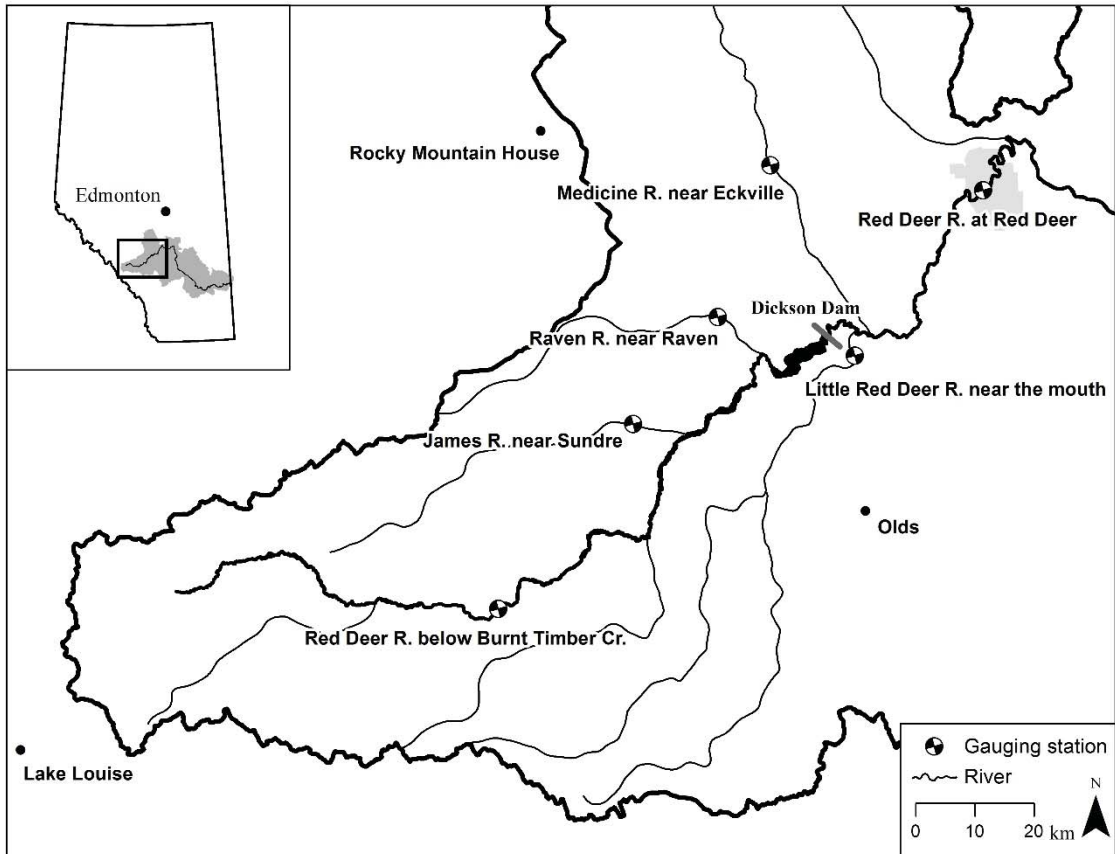 Edmonton
Rocky Mountain House
Medicine R. near Eckville
Red Deer R. at Red Deer
Dickson Dam
Raven R. near Raven
Little Red Deer R. near the mouth
James R. near Sundre
Olds
Red Deer R. below Burnt Timber Cr.
Lake Louise
Gauging station
River
N
0 10 20 km